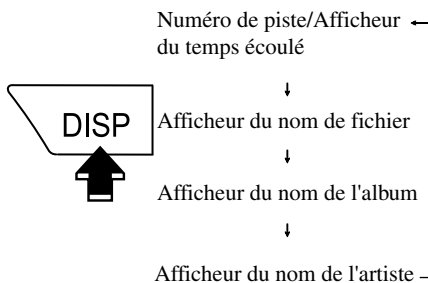 Numéro de piste/Afficheur
du temps écoulé
DISP
Afficheur du nom de fichier
Afficheur du nom de l'album
Afficheur du nom de l'artiste